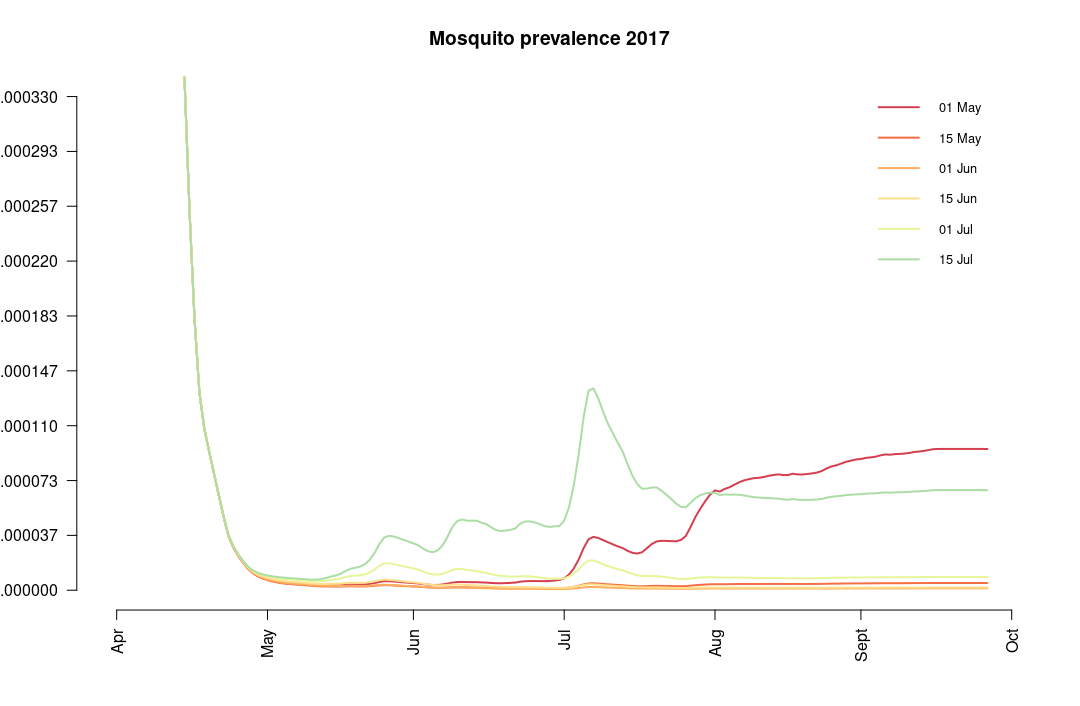 Mosquito prevalence 2017
.000330
.000293
.000257
.000220
.000183
.000147
.000110
.000073
.000037
.000000
01 May
15 May
01 Jun
15 Jun
01 Jul
15 Jul
Apr
May
Jun
Jul
Aug
Sept
Oct